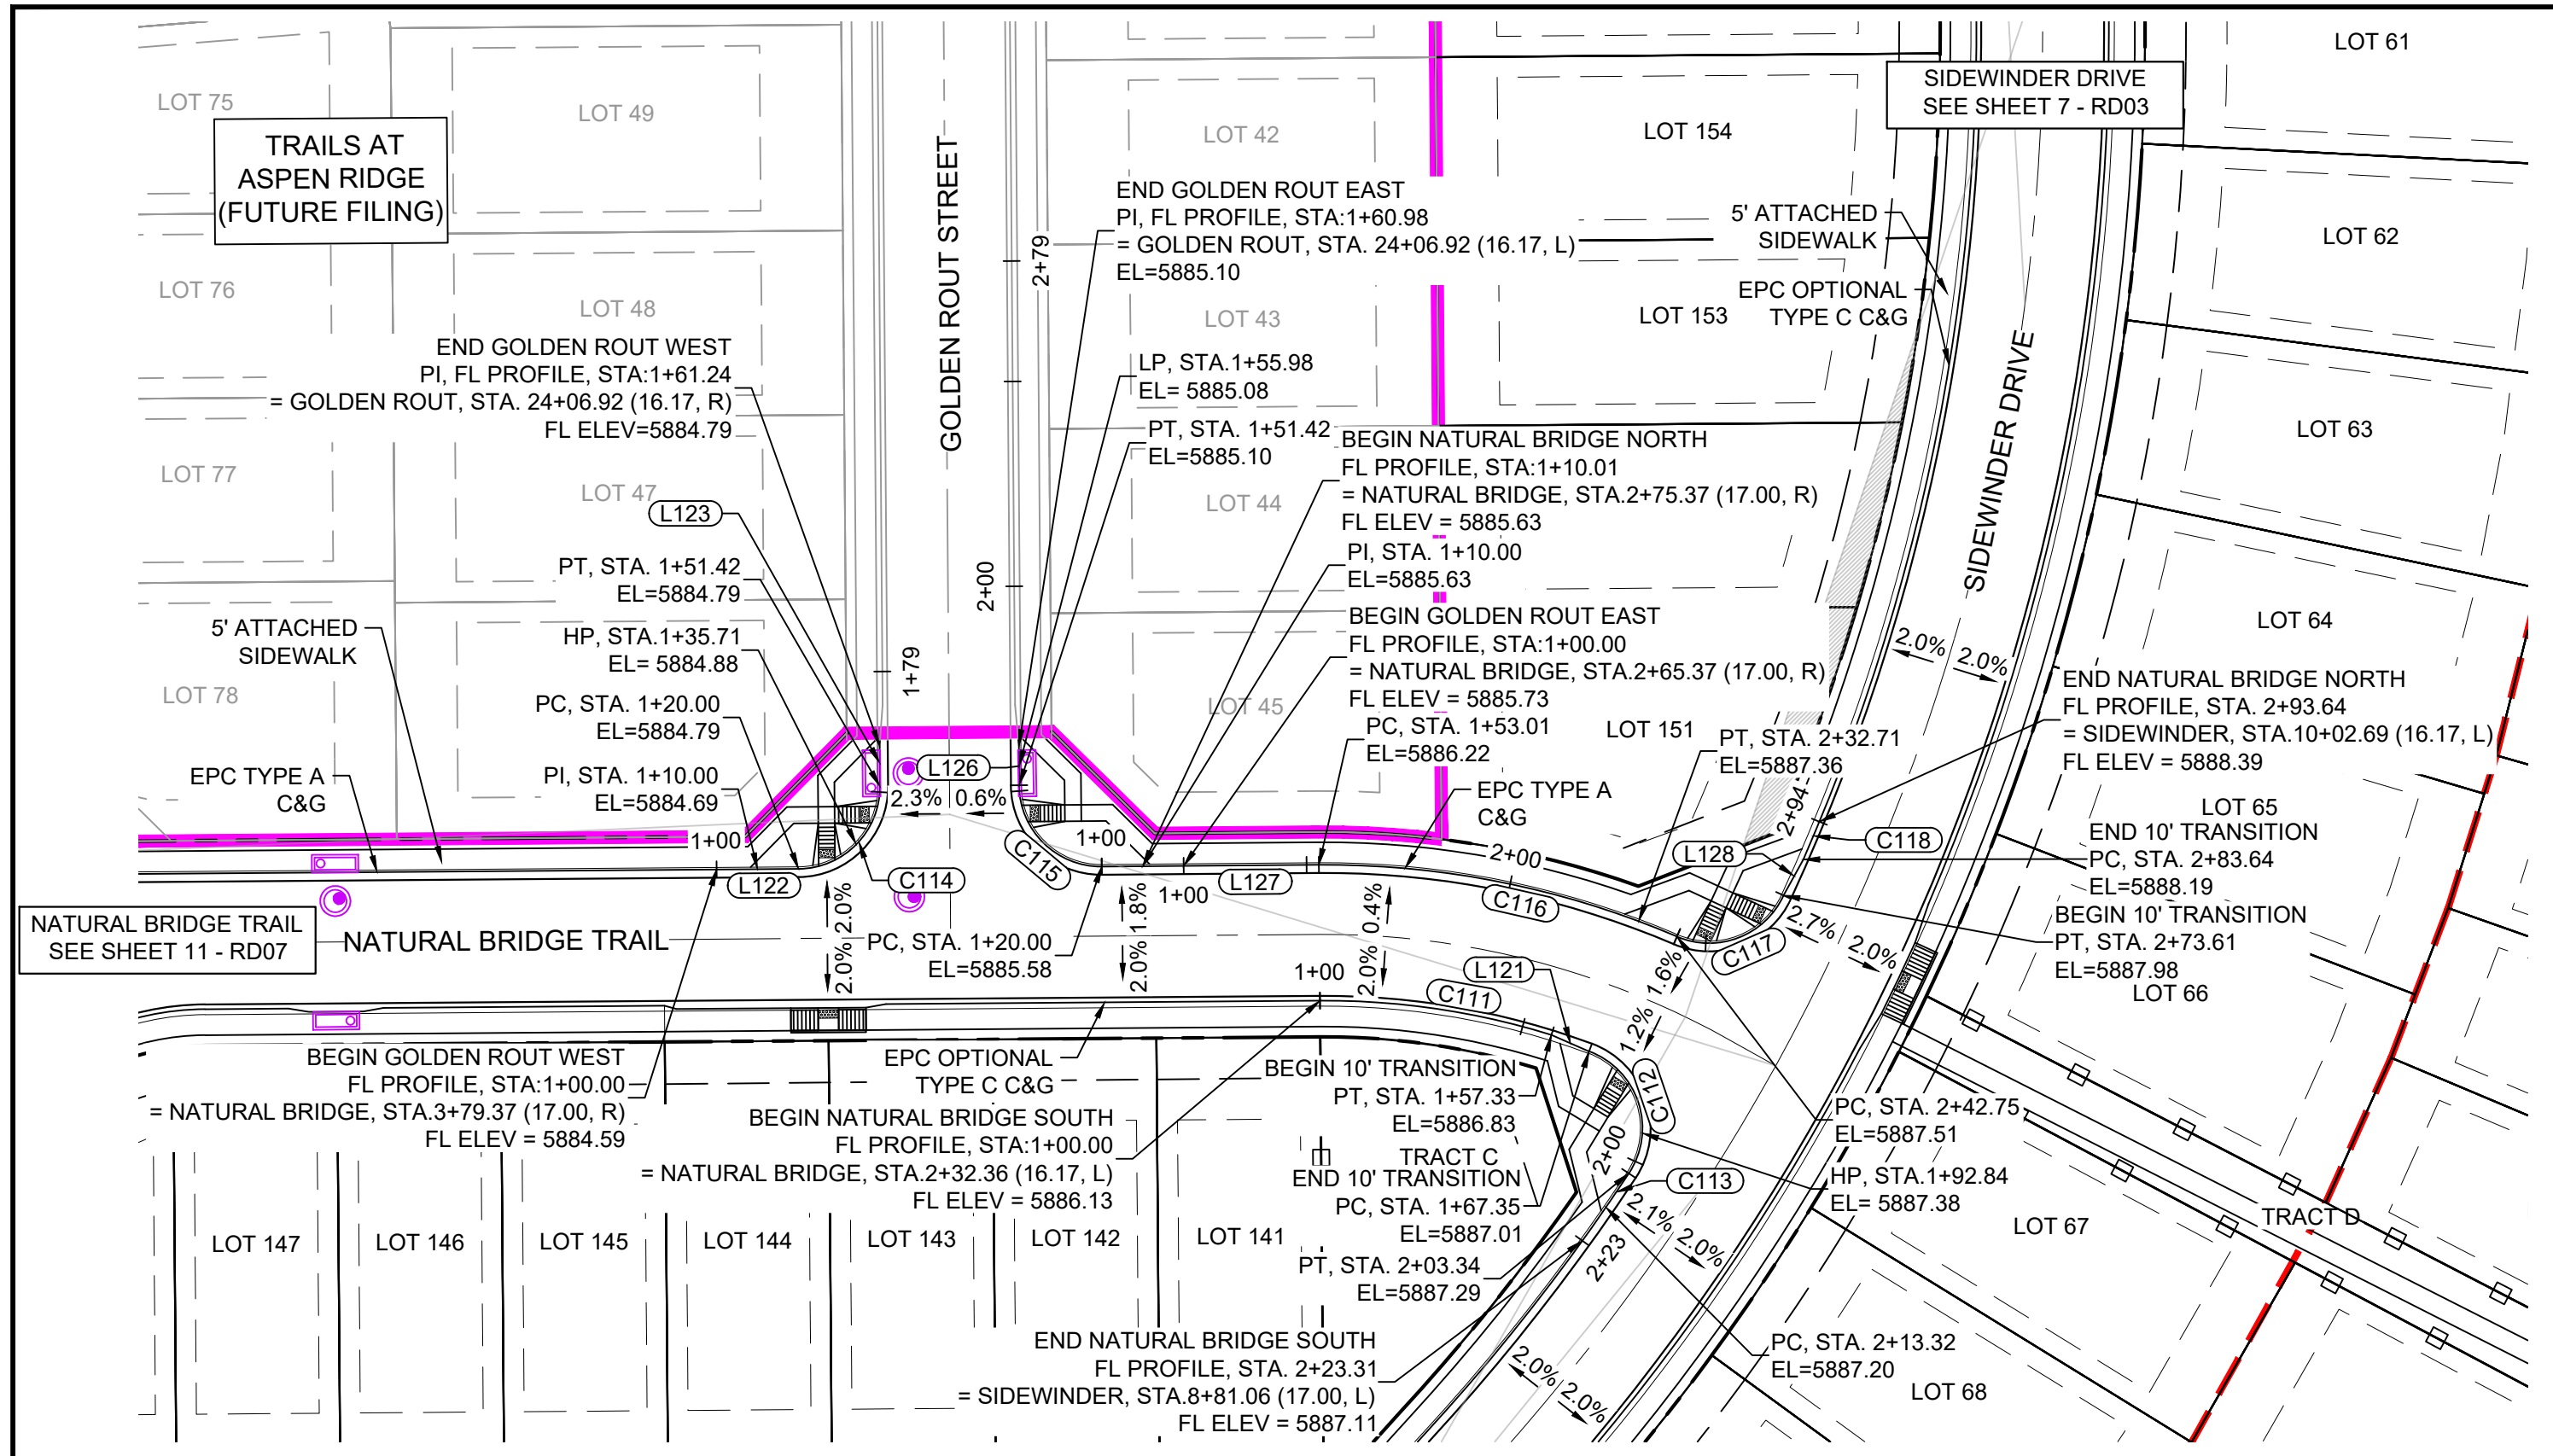 LOT 61
SIDEWINDER DRIVE
SEE SHEET 7 - RD03
LOT 75
LOT 49
LOT 42
LOT 154
TRAILS AT
ASPEN RIDGE
(FUTURE FILING)
GOLDEN ROUT STREET
2+79
END GOLDEN ROUT EAST
PI, FL PROFILE, STA:1+60.98
= GOLDEN ROUT, STA. 24+06.92 (16.17, L)
EL=5885.10
5' ATTACHED
SIDEWALK
LOT 62
LOT 76
LOT 48
LOT 43
LOT 153
EPC OPTIONAL
TYPE C C&G
SIDEWINDER DRIVE
END GOLDEN ROUT WEST
PI, FL PROFILE, STA:1+61.24
= GOLDEN ROUT, STA. 24+06.92 (16.17, R)
FL ELEV=5884.79
LP, STA.1+55.98
EL= 5885.08
PT, STA. 1+51.42
EL=5885.10
LOT 63
BEGIN NATURAL BRIDGE NORTH
FL PROFILE, STA:1+10.01
= NATURAL BRIDGE, STA.2+75.37 (17.00, R)
FL ELEV = 5885.63
LOT 77
LOT 47
LOT 44
L123
PT, STA. 1+51.42
EL=5884.79
2+00
PI, STA. 1+10.00
EL=5885.63
5' ATTACHED
SIDEWALK
HP, STA.1+35.71
EL= 5884.88
1+79
BEGIN GOLDEN ROUT EAST
FL PROFILE, STA:1+00.00
= NATURAL BRIDGE, STA.2+65.37 (17.00, R)
FL ELEV = 5885.73
2.0%
2.0%
LOT 64
LOT 78
PC, STA. 1+20.00
EL=5884.79
LOT 45
PC, STA. 1+53.01
EL=5886.22
LOT 151
PT, STA. 2+32.71
EL=5887.36
END NATURAL BRIDGE NORTH
FL PROFILE, STA. 2+93.64
= SIDEWINDER, STA.10+02.69 (16.17, L)
FL ELEV = 5888.39
EPC TYPE A
C&G
PI, STA. 1+10.00
EL=5884.69
L126
2.3%
0.6%
EPC TYPE A
C&G
2+94
LOT 65
1+00
1+00
C115
2+00
L128
C118
END 10' TRANSITION
PC, STA. 2+83.64
EL=5888.19
L122
C114
1+00
L127
C116
BEGIN 10' TRANSITION
PT, STA. 2+73.61
EL=5887.98
LOT 66
NATURAL BRIDGE TRAIL
SEE SHEET 11 - RD07
NATURAL BRIDGE TRAIL
2.0%
2.0%
PC, STA. 1+20.00
EL=5885.58
1.8%
2.0%
0.4%
2.0%
2.7%
2.0%
C117
1.6%
1+00
L121
C111
1.2%
BEGIN GOLDEN ROUT WEST
FL PROFILE, STA:1+00.00
= NATURAL BRIDGE, STA.3+79.37 (17.00, R)
FL ELEV = 5884.59
EPC OPTIONAL
TYPE C C&G
BEGIN 10' TRANSITION
PT, STA. 1+57.33
EL=5886.83
C112
BEGIN NATURAL BRIDGE SOUTH
FL PROFILE, STA:1+00.00
= NATURAL BRIDGE, STA.2+32.36 (16.17, L)
FL ELEV = 5886.13
PC, STA. 2+42.75
EL=5887.51
TRACT C
2+00
END 10' TRANSITION
PC, STA. 1+67.35
EL=5887.01
C113
HP, STA.1+92.84
EL= 5887.38
LOT 147
LOT 146
LOT 145
LOT 144
LOT 143
LOT 142
LOT 141
2.1%
2.0%
LOT 67
TRACT D
PT, STA. 2+03.34
EL=5887.29
2+23
END NATURAL BRIDGE SOUTH
FL PROFILE, STA. 2+23.31
= SIDEWINDER, STA.8+81.06 (17.00, L)
FL ELEV = 5887.11
PC, STA. 2+13.32
EL=5887.20
2.0%
2.0%
LOT 68